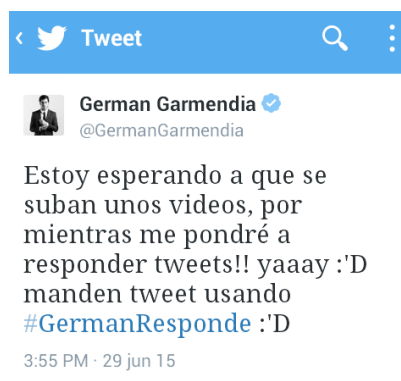 Tweet
German Garmendia
@GermanGarmendia
Estoy esperando a que se
suban unos videos, por
mientras me pondré a
responder tweets!! yaaay :'D
manden tweet usando
#GermanResponde :'D
3:55 PM · 29 jun 15